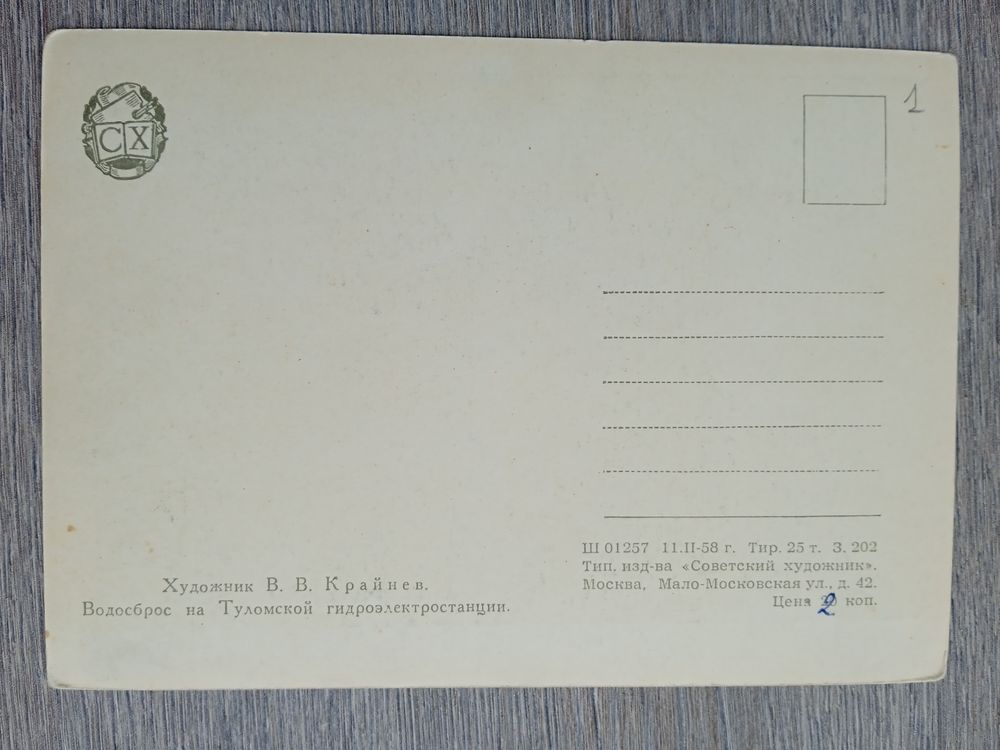 СХ
1
Художник В. В. Крайнев.
Водосброс на Туломской гидроэлектростанции.
Ш 01257 11.II-58 г. Тир. 25 т. З. 202
Тип. изд-ва «Советский художник».
Москва, Мало-Московская ул., д. 42.
Цена 2 коп.